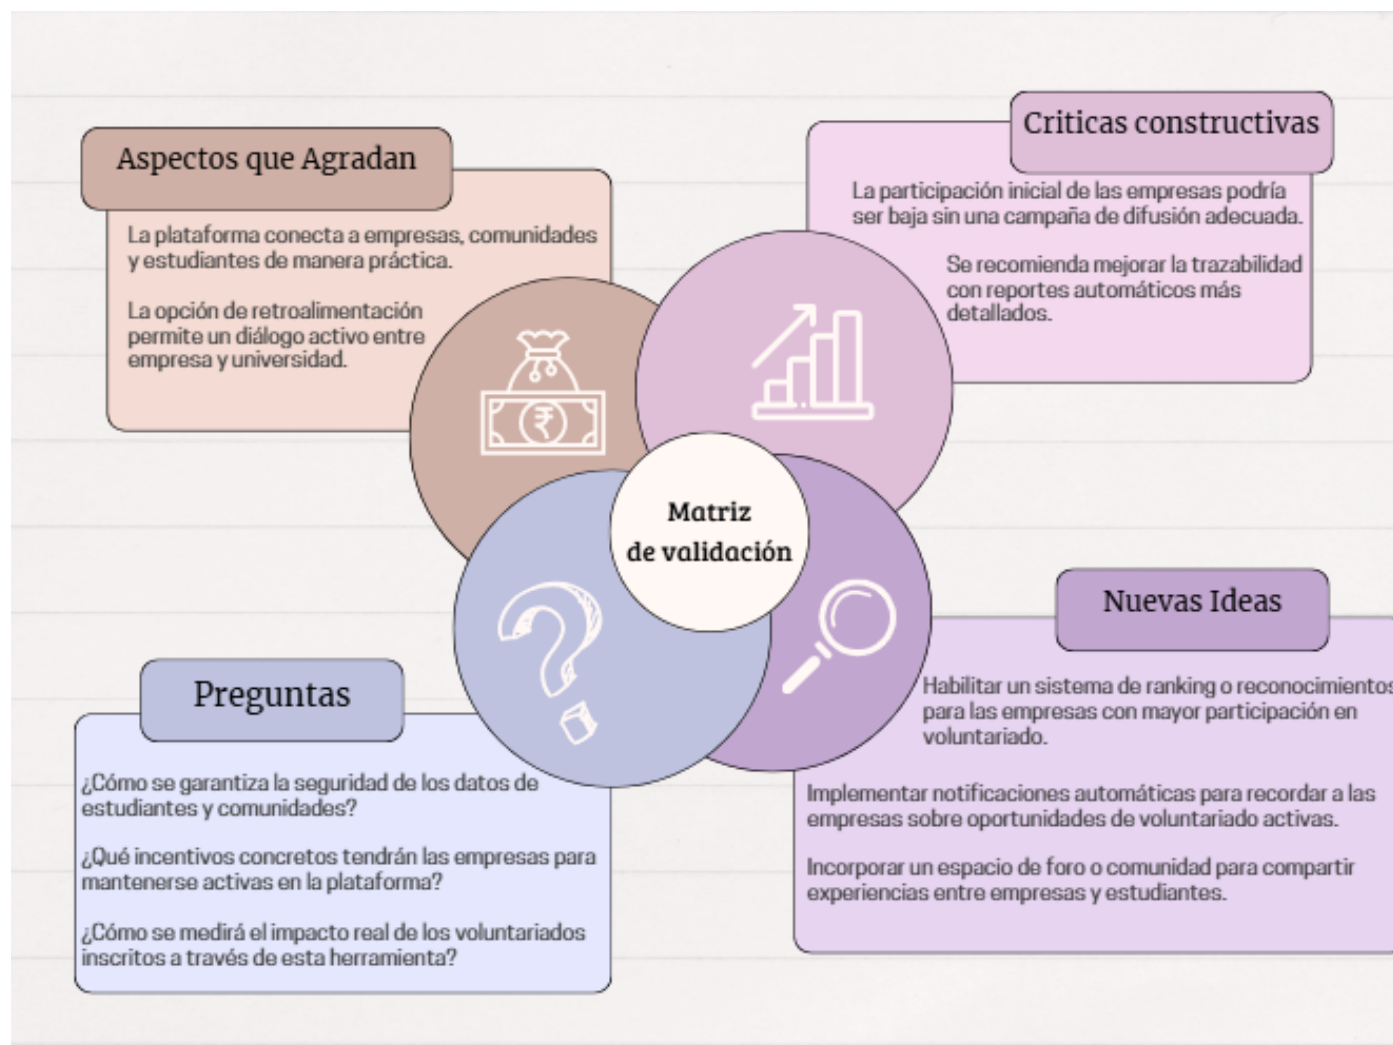 Aspectos que Agradan
La plataforma conecta a empresas, comunidades
y estudiantes de manera práctica.
La opción de retroalimentación
permite un diálogo activo entre
empresa y universidad.
Criticas constructivas
La participación inicial de las empresas podría
ser baja sin una campaña de difusión adecuada.
Se recomienda mejorar la trazabilidad
con reportes automáticos más
detallados.
₹
Matriz
de validación
Preguntas
¿Cómo se garantiza la seguridad de los datos de
estudiantes y comunidades?
¿Qué incentivos concretos tendrán las empresas para
mantenerse activas en la plataforma?
¿Cómo se medirá el impacto real de los voluntariados
inscritos a través de esta herramienta?
Nuevas Ideas
Habilitar un sistema de ranking o reconocimientos
para las empresas con mayor participación en
voluntariado.
Implementar notificaciones automáticas para recordar a las
empresas sobre oportunidades de voluntariado activas.
Incorporar un espacio de foro o comunidad para compartir
experiencias entre empresas y estudiantes.